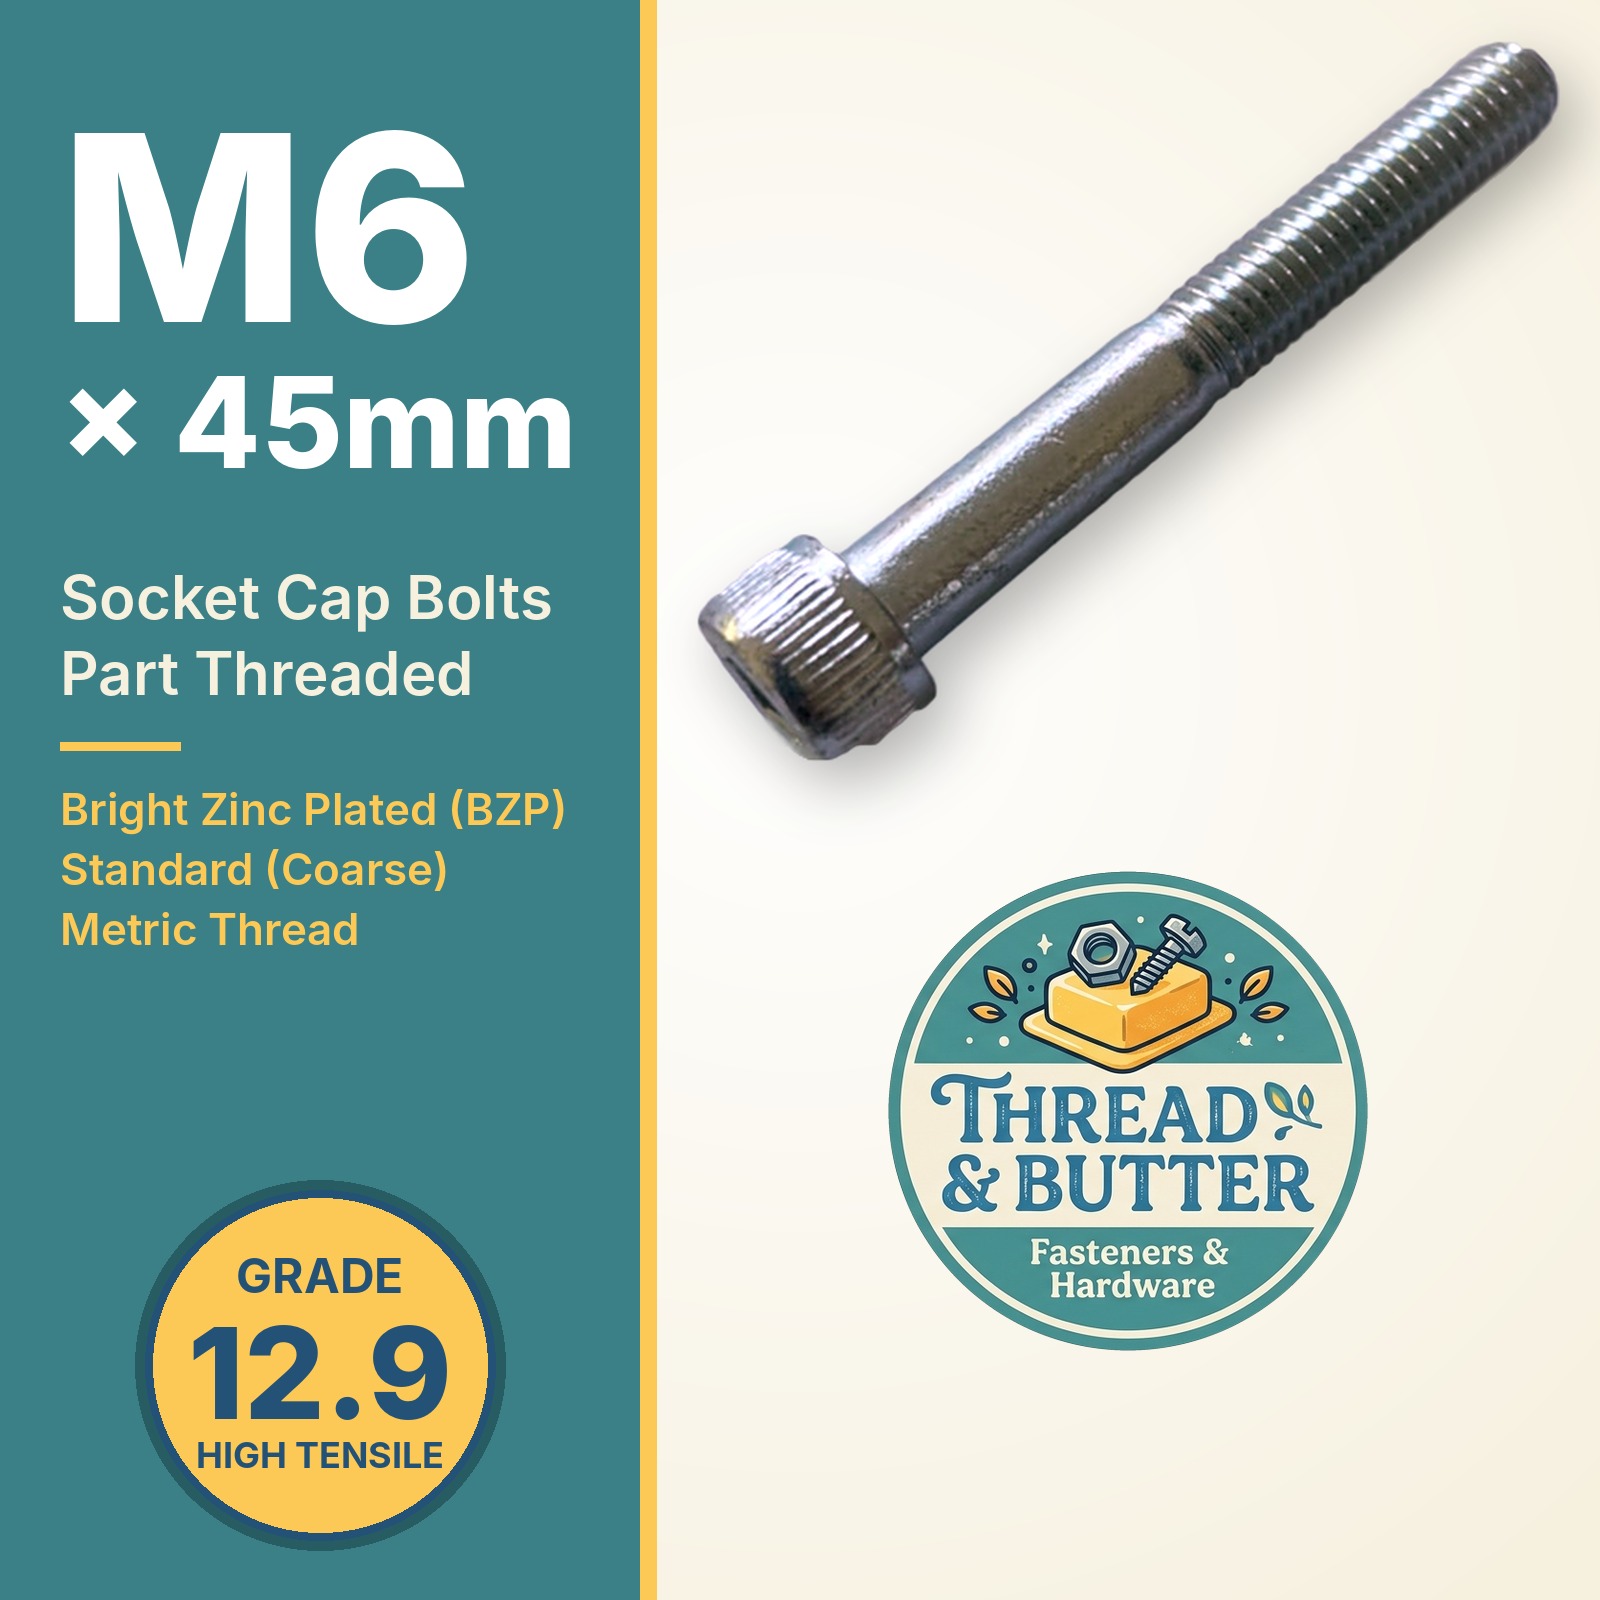 M6
× 45mm
Socket Cap Bolts
Part Threaded
Bright Zinc Plated (BZP)
Standard (Coarse)
Metric Thread
GRADE
12.9
HIGH TENSILE
THREAD
& BUTTER
Fasteners &
Hardware